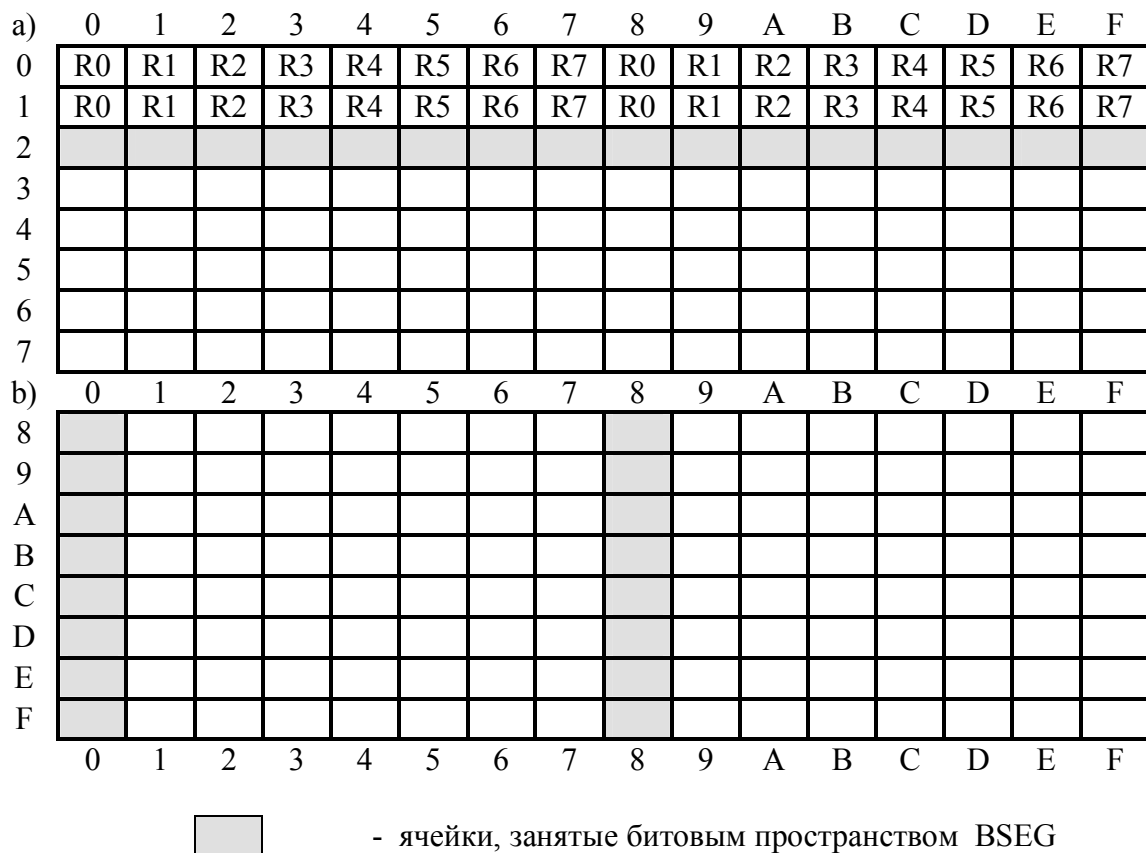 a) 0 1 2 3 4 5 6 7 8 9 A B C D E F
0 R0 R1 R2 R3 R4 R5 R6 R7 R0 R1 R2 R3 R4 R5 R6 R7
1 R0 R1 R2 R3 R4 R5 R6 R7 R0 R1 R2 R3 R4 R5 R6 R7
2
3
4
5
6
7
b) 0 1 2 3 4 5 6 7 8 9 A B C D E F
8
9
A
B
C
D
E
F
0 1 2 3 4 5 6 7 8 9 A B C D E F
- ячейки, занятые битовым пространством BSEG